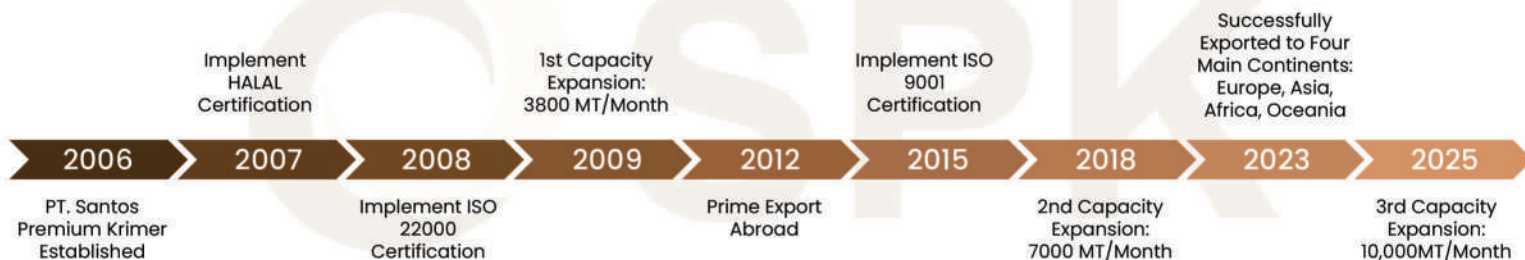 2006
PT. Santos
Premium Krimer
Established
Implement
HALAL
Certification
2007
2008
Implement ISO
22000
Certification
1st Capacity
Expansion:
3800 MT/Month
2009
2012
Prime Export
Abroad
Implement ISO
9001
Certification
2015
2018
2nd Capacity
Expansion:
7000 MT/Month
Successfully
Exported to Four
Main Continents:
Europe, Asia,
Africa, Oceania
2023
2025
3rd Capacity
Expansion:
10,000MT/Month
SPK